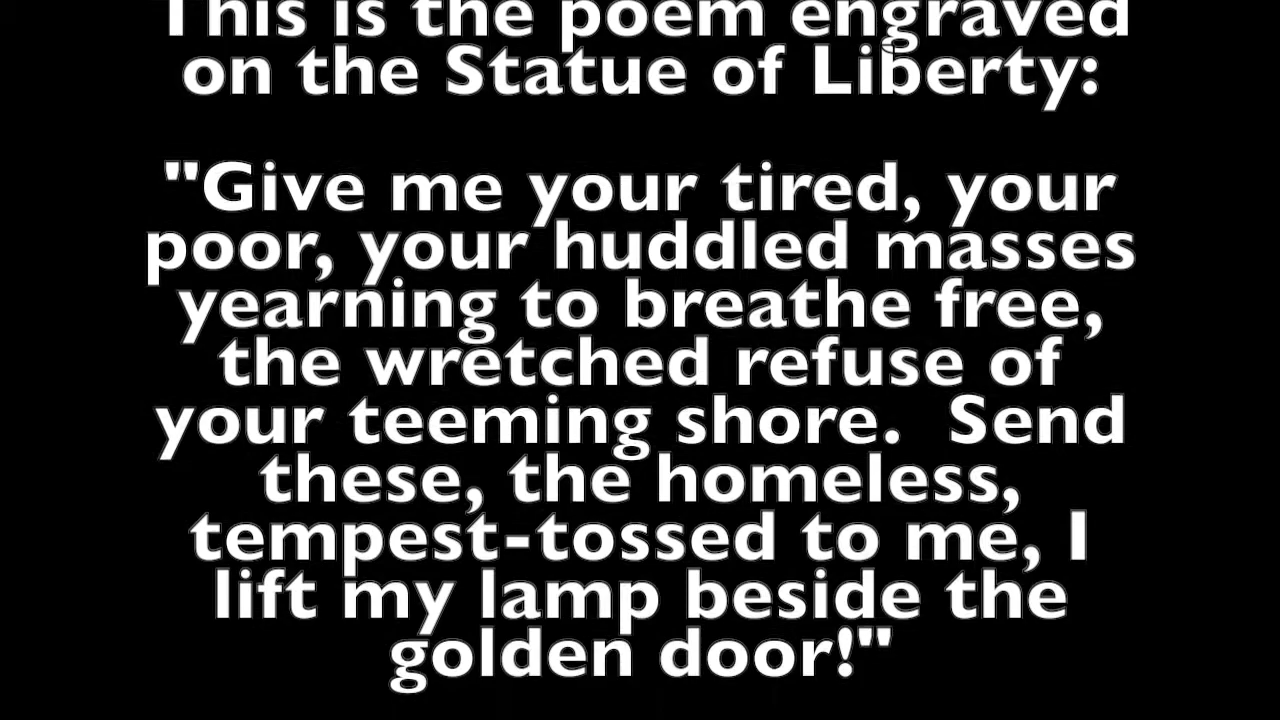 This is the poem engraved
on the Statue of Liberty:
"Give me your tired, your
poor, your huddled masses
yearning to breathe free,
the wretched refuse of
your teeming shore.  Send
these, the homeless,
tempest-tossed to me, I
lift my lamp beside the
golden door!"